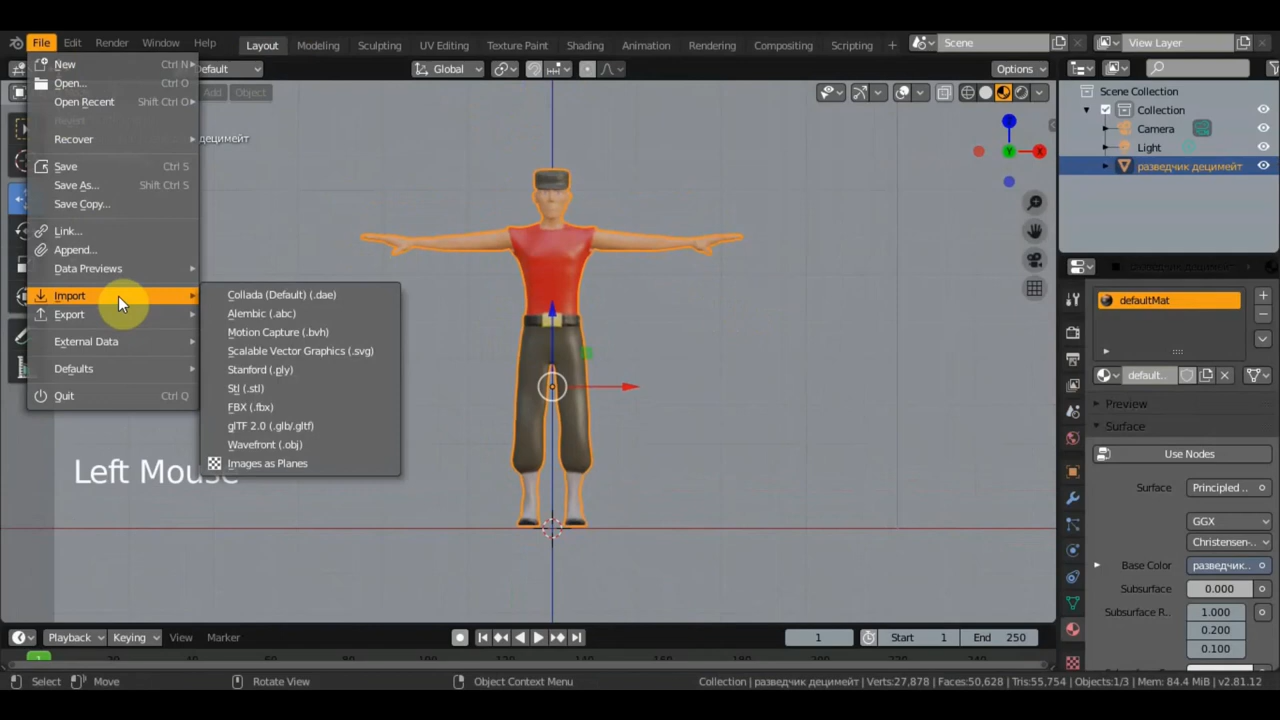 File Edit Render Window Help Layout Modeling Sculpting UV Editing Texture Paint Shading Animation Rendering Compositing Scripting + Scene View Layer
Default Global Options
Add Object
New Ctrl N
Open... Ctrl O
Open Recent Shift Ctrl O
Revert
Recover
децимейт
Save Ctrl S
Save As... Shift Ctrl S
Save Copy...
Link...
Append...
Data Previews
Import
Export
External Data
Defaults
Quit Ctrl Q
Collada (Default) (.dae)
Alembic (.abc)
Motion Capture (.bvh)
Scalable Vector Graphics (.svg)
Stanford (.ply)
Stl (.stl)
FBX (.fbx)
glTF 2.0 (.glb/.gltf)
Wavefront (.obj)
Images as Planes
Left Mouse
Z
Y
X
Scene Collection
Collection
Camera
Light
разведчик децимейт
defaultMat
default..
Preview
Surface
Use Nodes
Surface Principled ..
GGX
Christensen-..
Base Color разведчик..
Subsurface 0.000
Subsurface R.. 1.000
0.200
0.100
Playback Keying View Marker 1 Start 1 End 250
1
Select Move Rotate View Object Context Menu Collection | разведчик децимейт | Verts:27,878 | Faces:50,628 | Tris:55,754 | Objects:1/3 | Mem: 84.4 MiB | v2.81.12